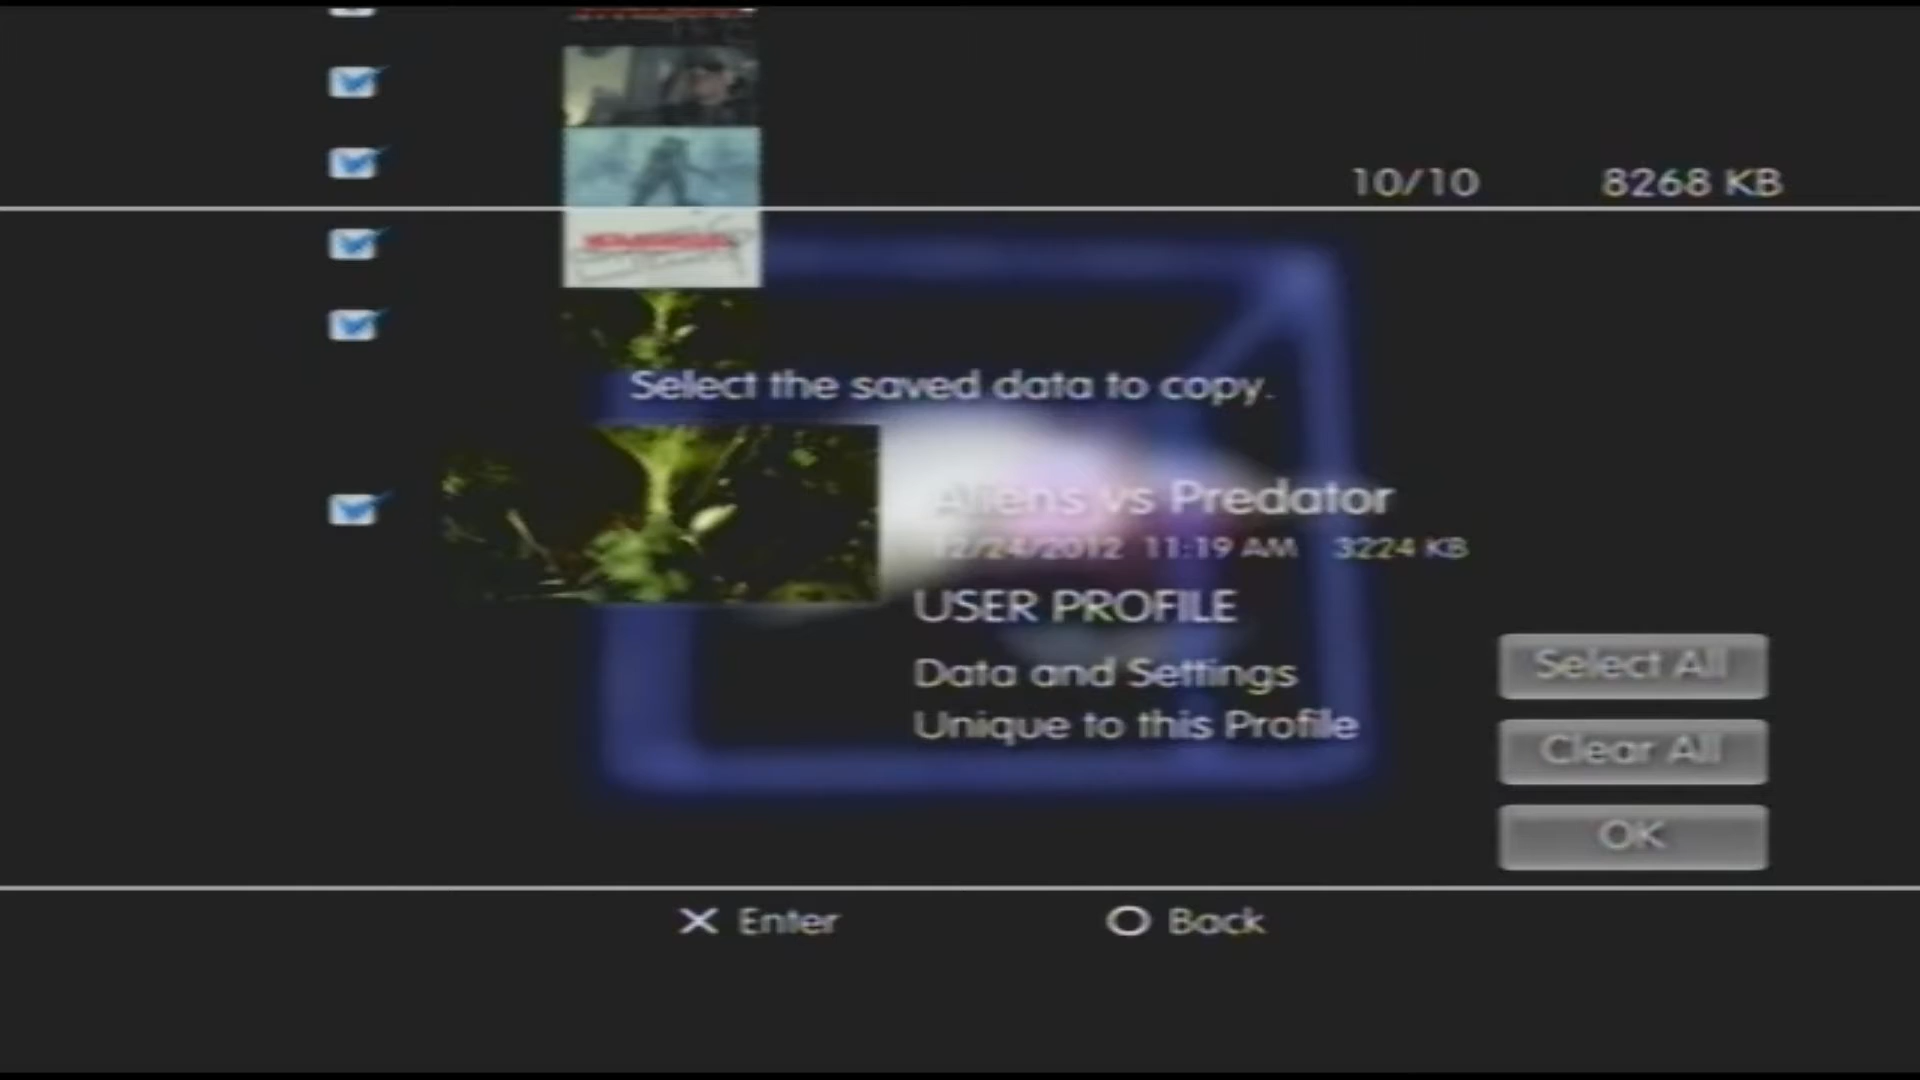 10/10 8268 KB
Select the saved data to copy.
Aliens vs Predator
12/24/2012 11:19 AM 3224 KB
USER PROFILE
Data and Settings
Unique to this Profile
Select All
Clear All
OK
Enter Back